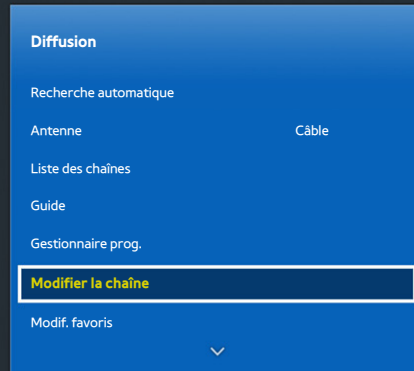 Diffusion
Recherche automatique
Antenne Câble
Liste des chaînes
Guide
Gestionnaire prog.
Modifier la chaîne
Modif. favoris